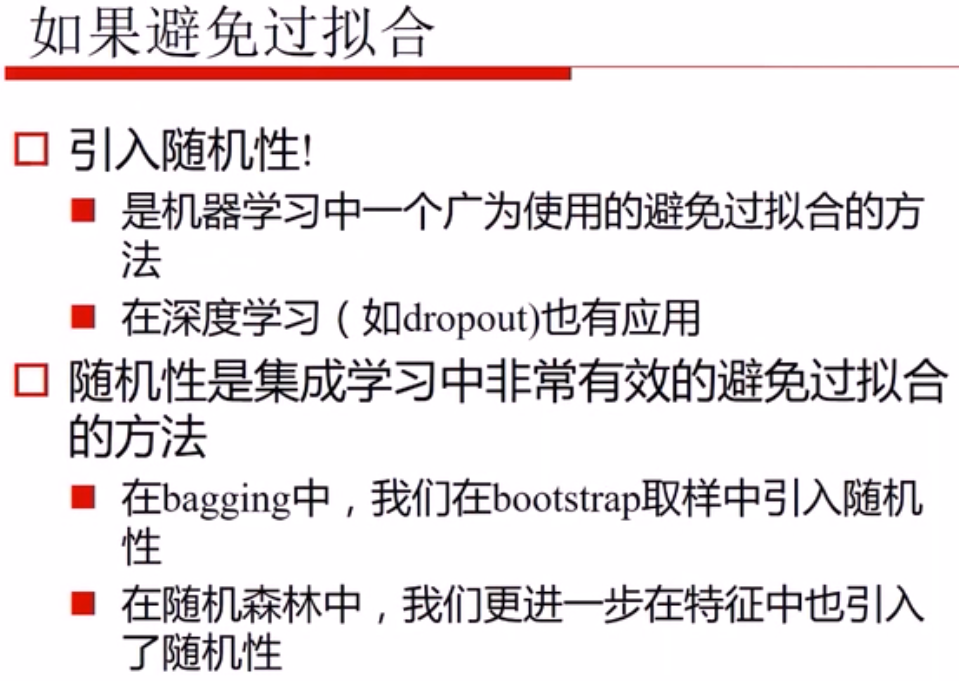 如果避免过拟合
引入随机性!
是机器学习中一个广为使用的避免过拟合的方
法
在深度学习（如dropout)也有应用
随机性是集成学习中非常有效的避免过拟合
的方法
在bagging中，我们在bootstrap取样中引入随机
性
在随机森林中，我们更进一步在特征中也引入
了随机性